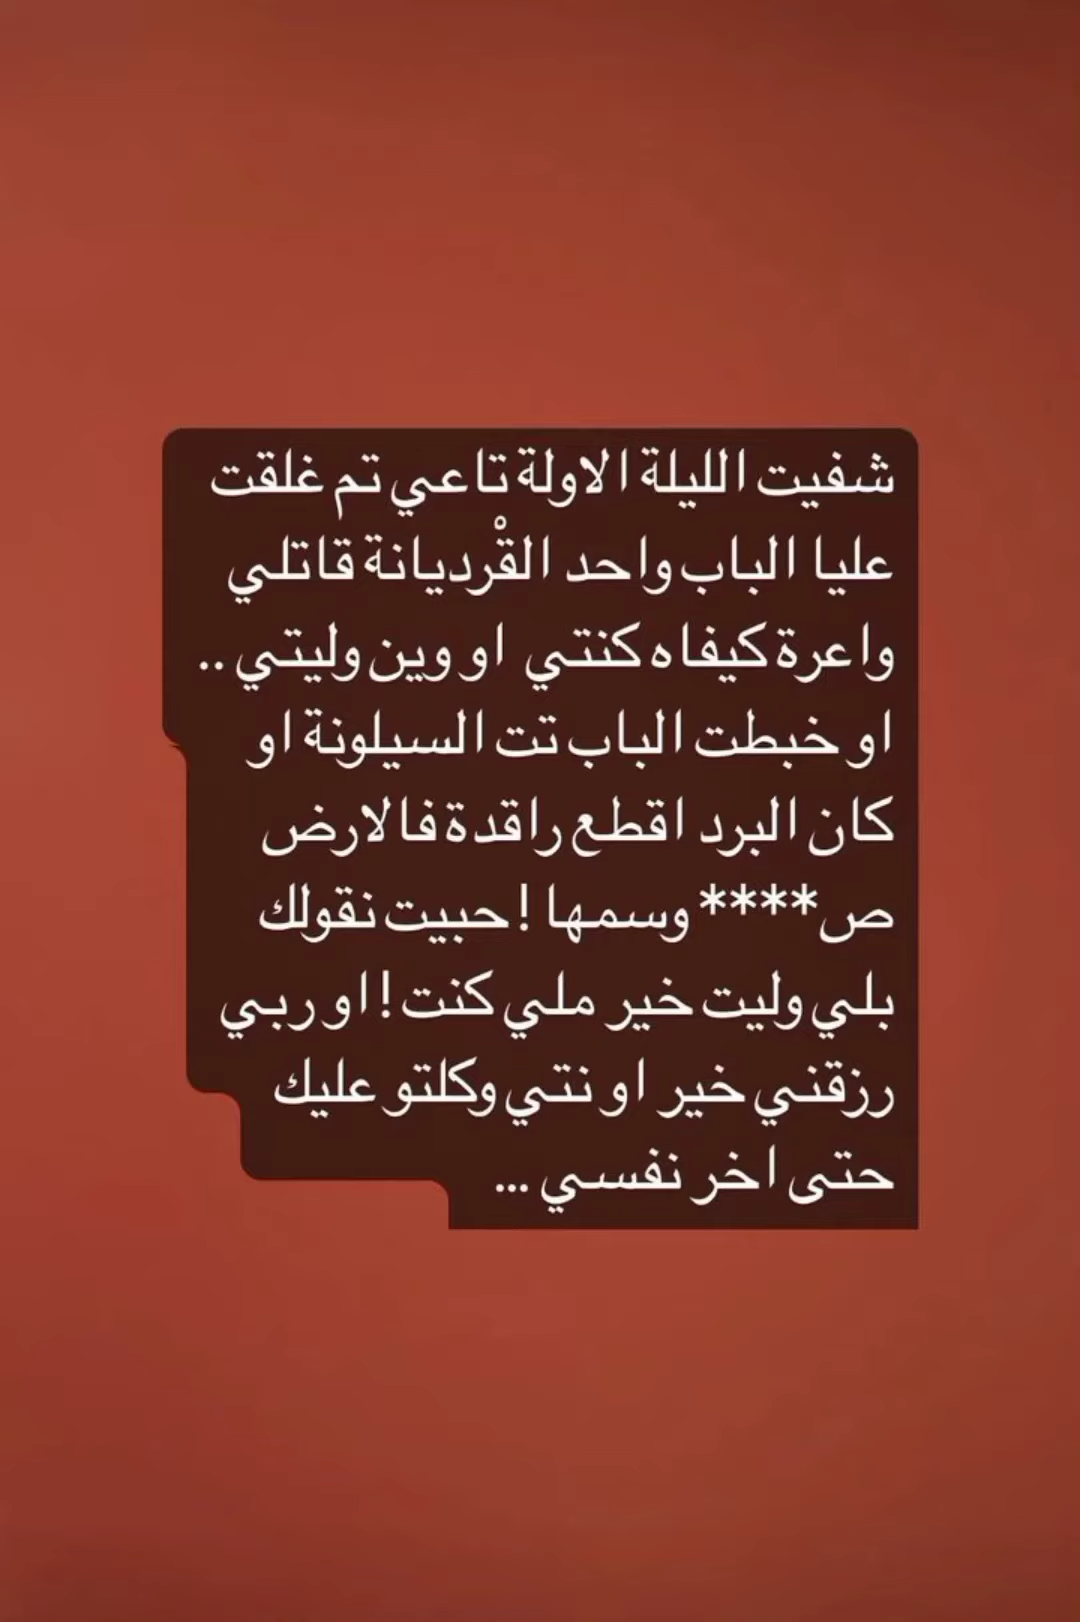 شفيت الليلة الاولة تاعي تم غلقت
عليا الباب واحد القْرديانة قاتلي
واعرة كيفاه كنتي او وين وليتي ..
او خبطت الباب تت السيلونة او
كان البرد اقطع راقدة فالارض
ص**** وسمها ! حبيت نقولك
بلي وليت خير ملي كنت ! او ربي
رزقني خير او نتي وكلتو عليك
حتى اخر نفسي ...